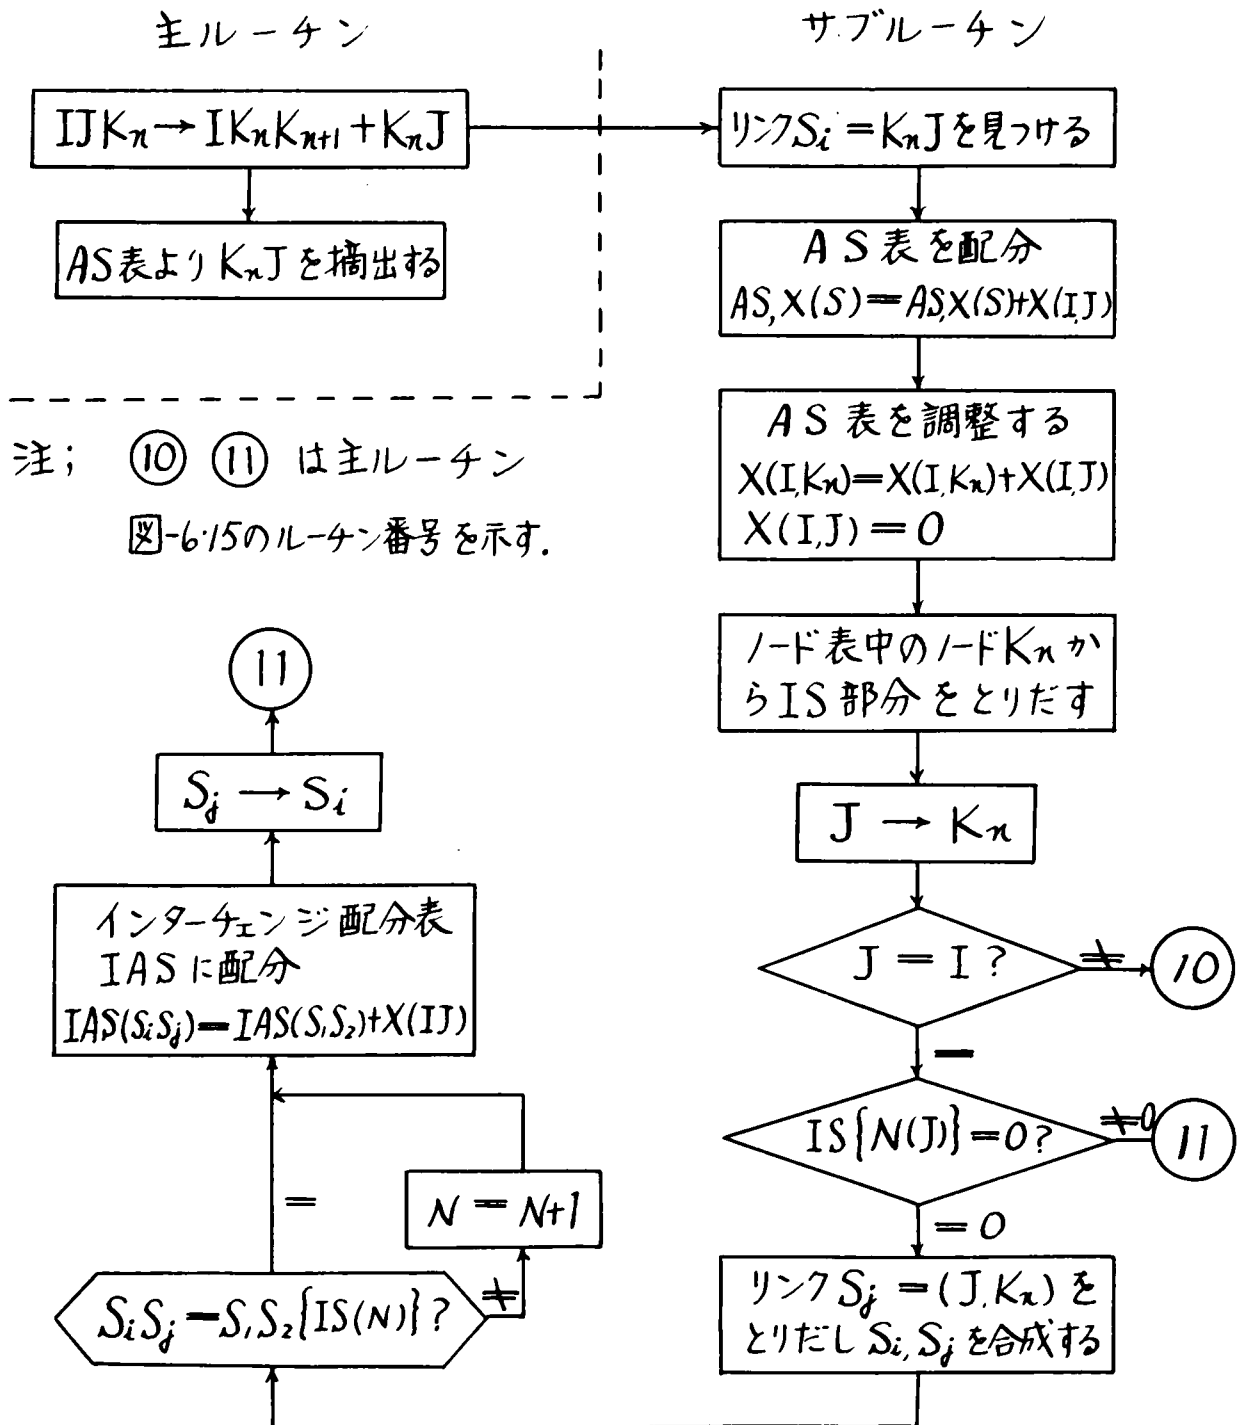 主ルーチン
IJKn→IKnKn+1+KnJ
AS表よりKnJを摘出する
サブルーチン
リンクSi=KnJを見つける
AS表を配分
AS,X(S)=AS,X(S)+X(I,J)
AS表を調整する
X(I,Kn)=X(I,Kn)+X(I,J)
X(I,J)=0
ノード表中のノードKnか
らIS部分をとりだす
J→Kn
J=I?
≠
10
=
IS{N(J)}=0?
≠0
11
=0
リンクSj=(J,Kn)を
とりだしSi,Sjを合成する
注; ⑩ ⑪ は主ルーチン
図-6・15のルーチン番号を示す.
11
Sj→Si
インターチェンジ配分表
IASに配分
IAS(SiSj)=IAS(S1S2)+X(IJ)
=
N=N+1
SiSj=S1S2{IS(N)}?
≠